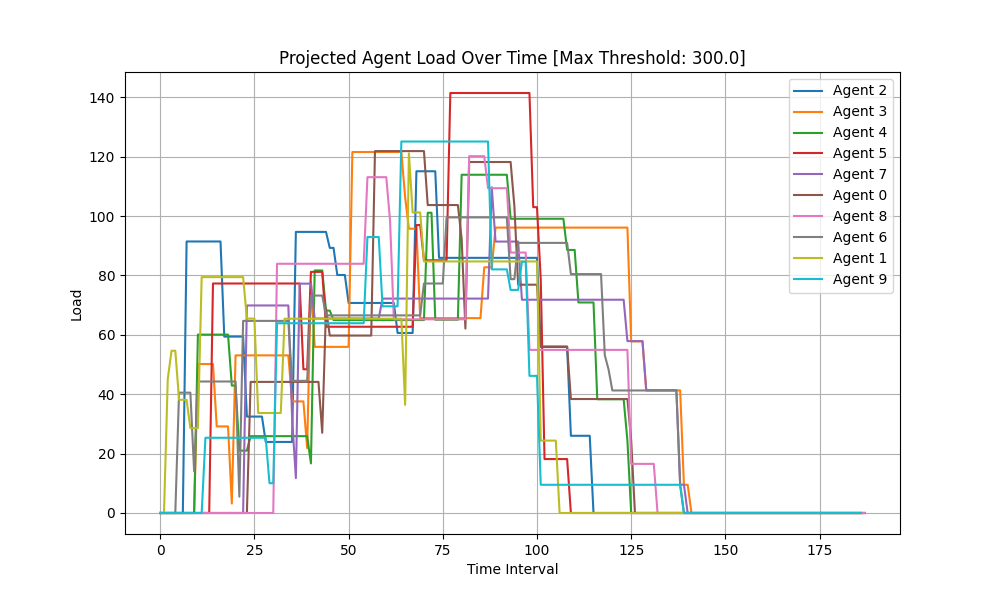 Projected Agent Load Over Time [Max Threshold: 300.0]
Load
140
120
100
80
60
40
20
0
0 25 50 75 100 125 150 175
Time Interval
Agent 2
Agent 3
Agent 4
Agent 5
Agent 7
Agent 0
Agent 8
Agent 6
Agent 1
Agent 9